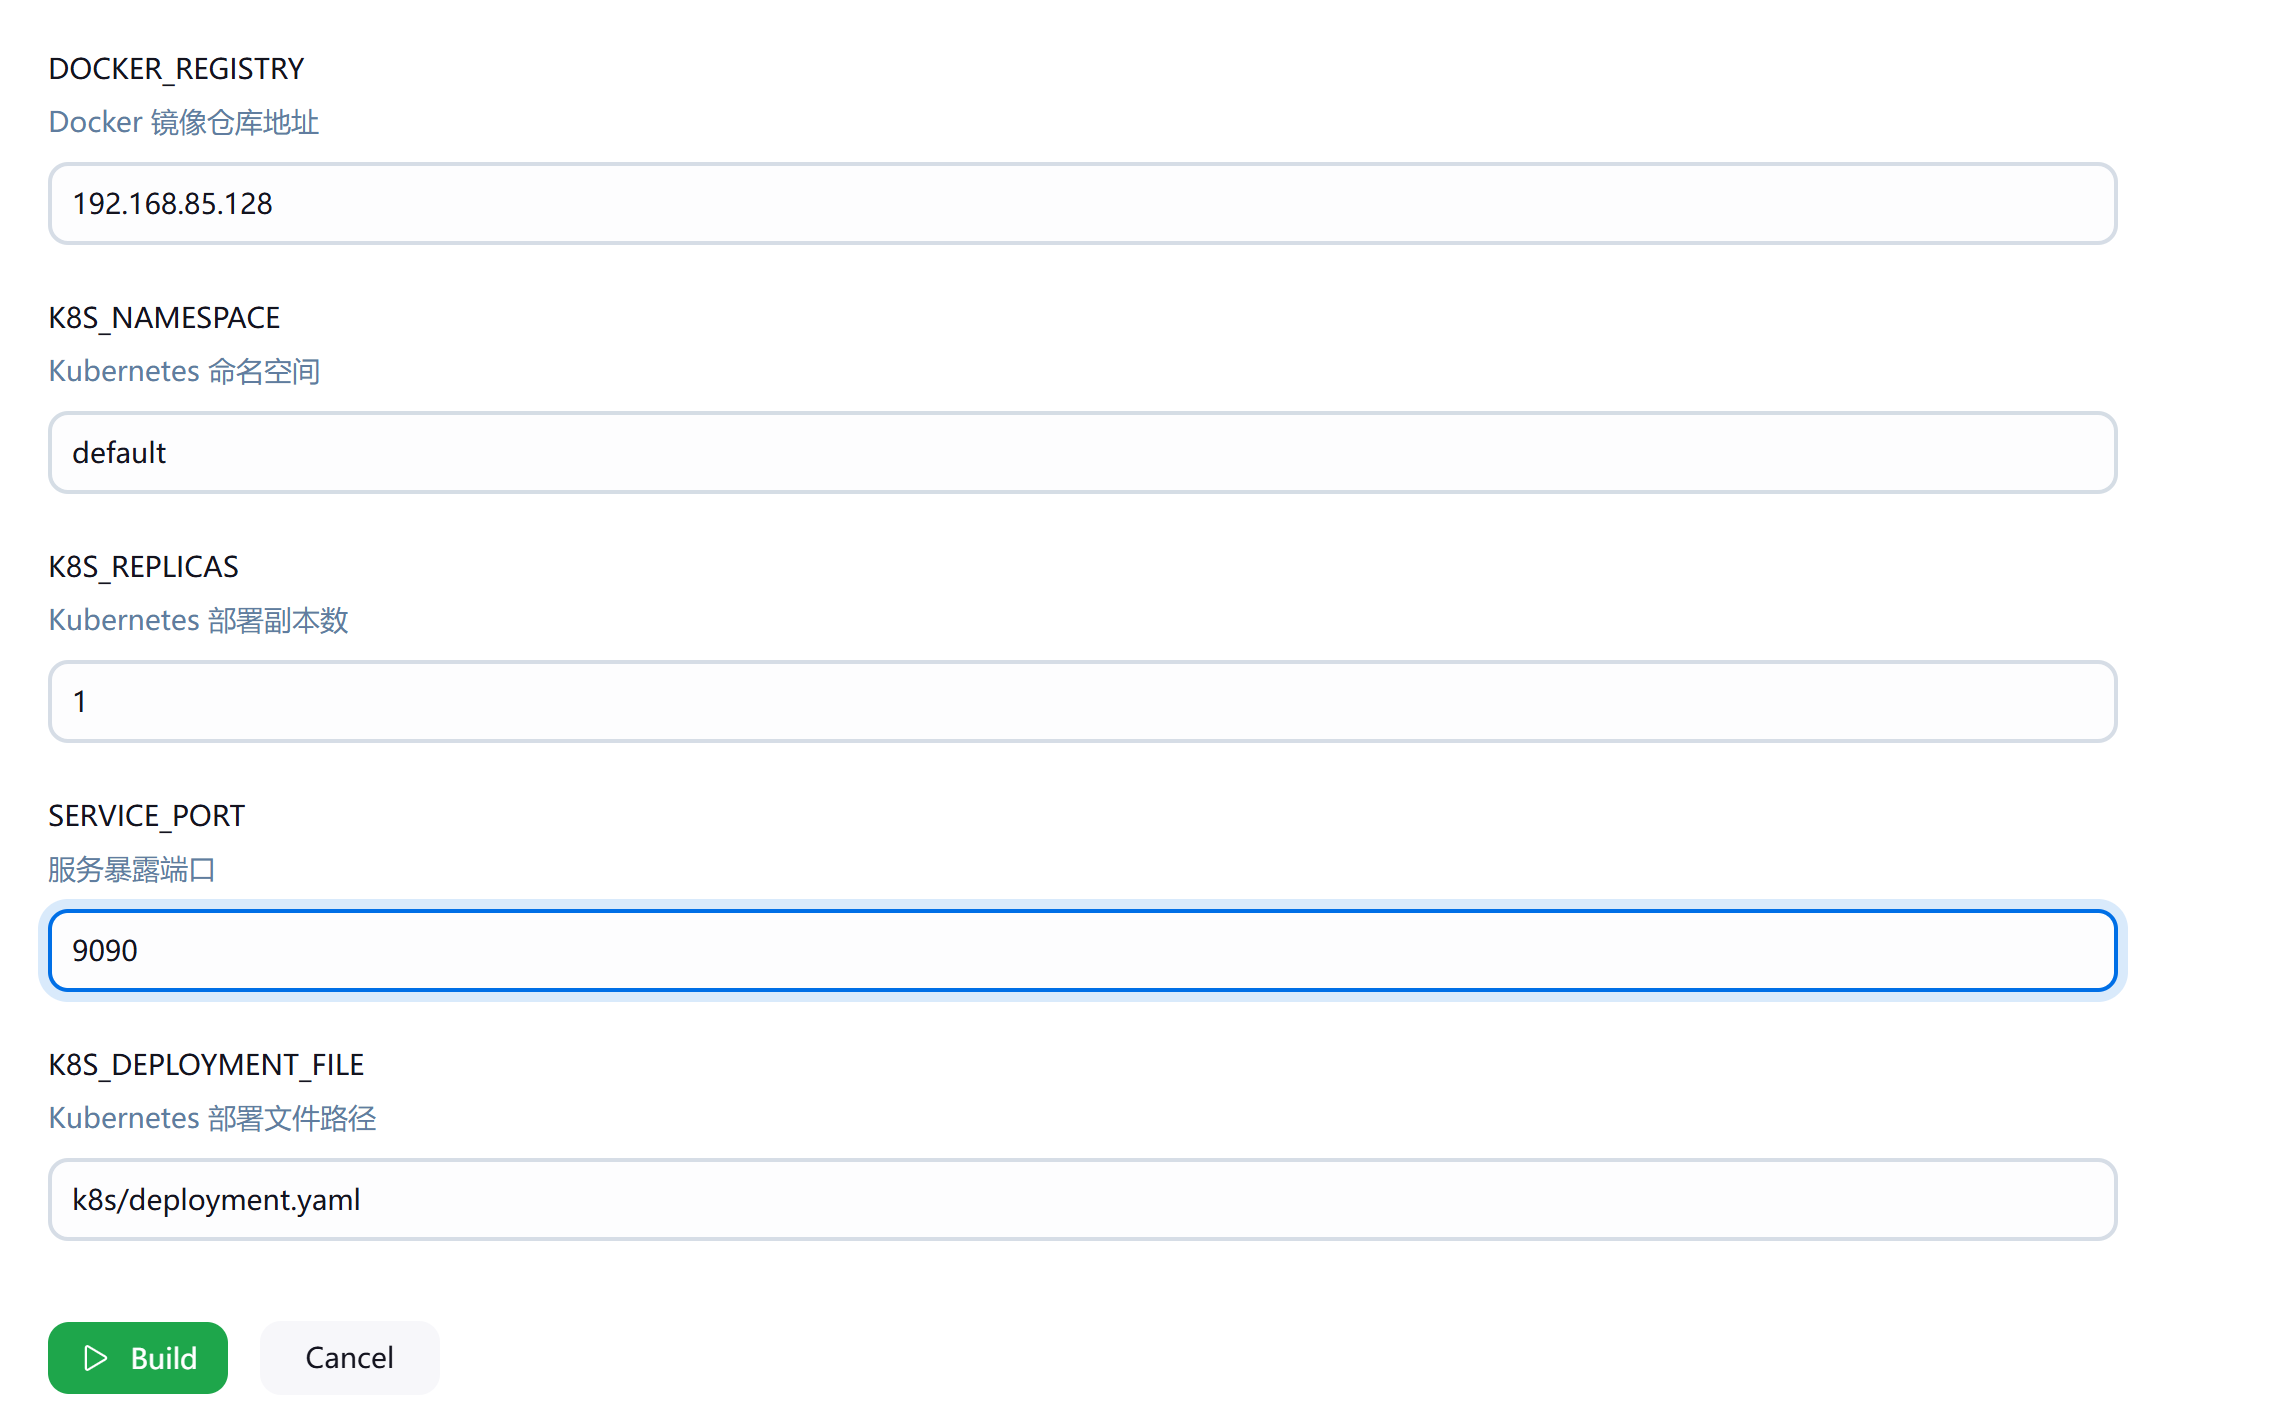 DOCKER_REGISTRY
Docker 镜像仓库地址
192.168.85.128
K8S_NAMESPACE
Kubernetes 命名空间
default
K8S_REPLICAS
Kubernetes 部署副本数
1
SERVICE_PORT
服务暴露端口
9090
K8S_DEPLOYMENT_FILE
Kubernetes 部署文件路径
k8s/deployment.yaml
Build Cancel